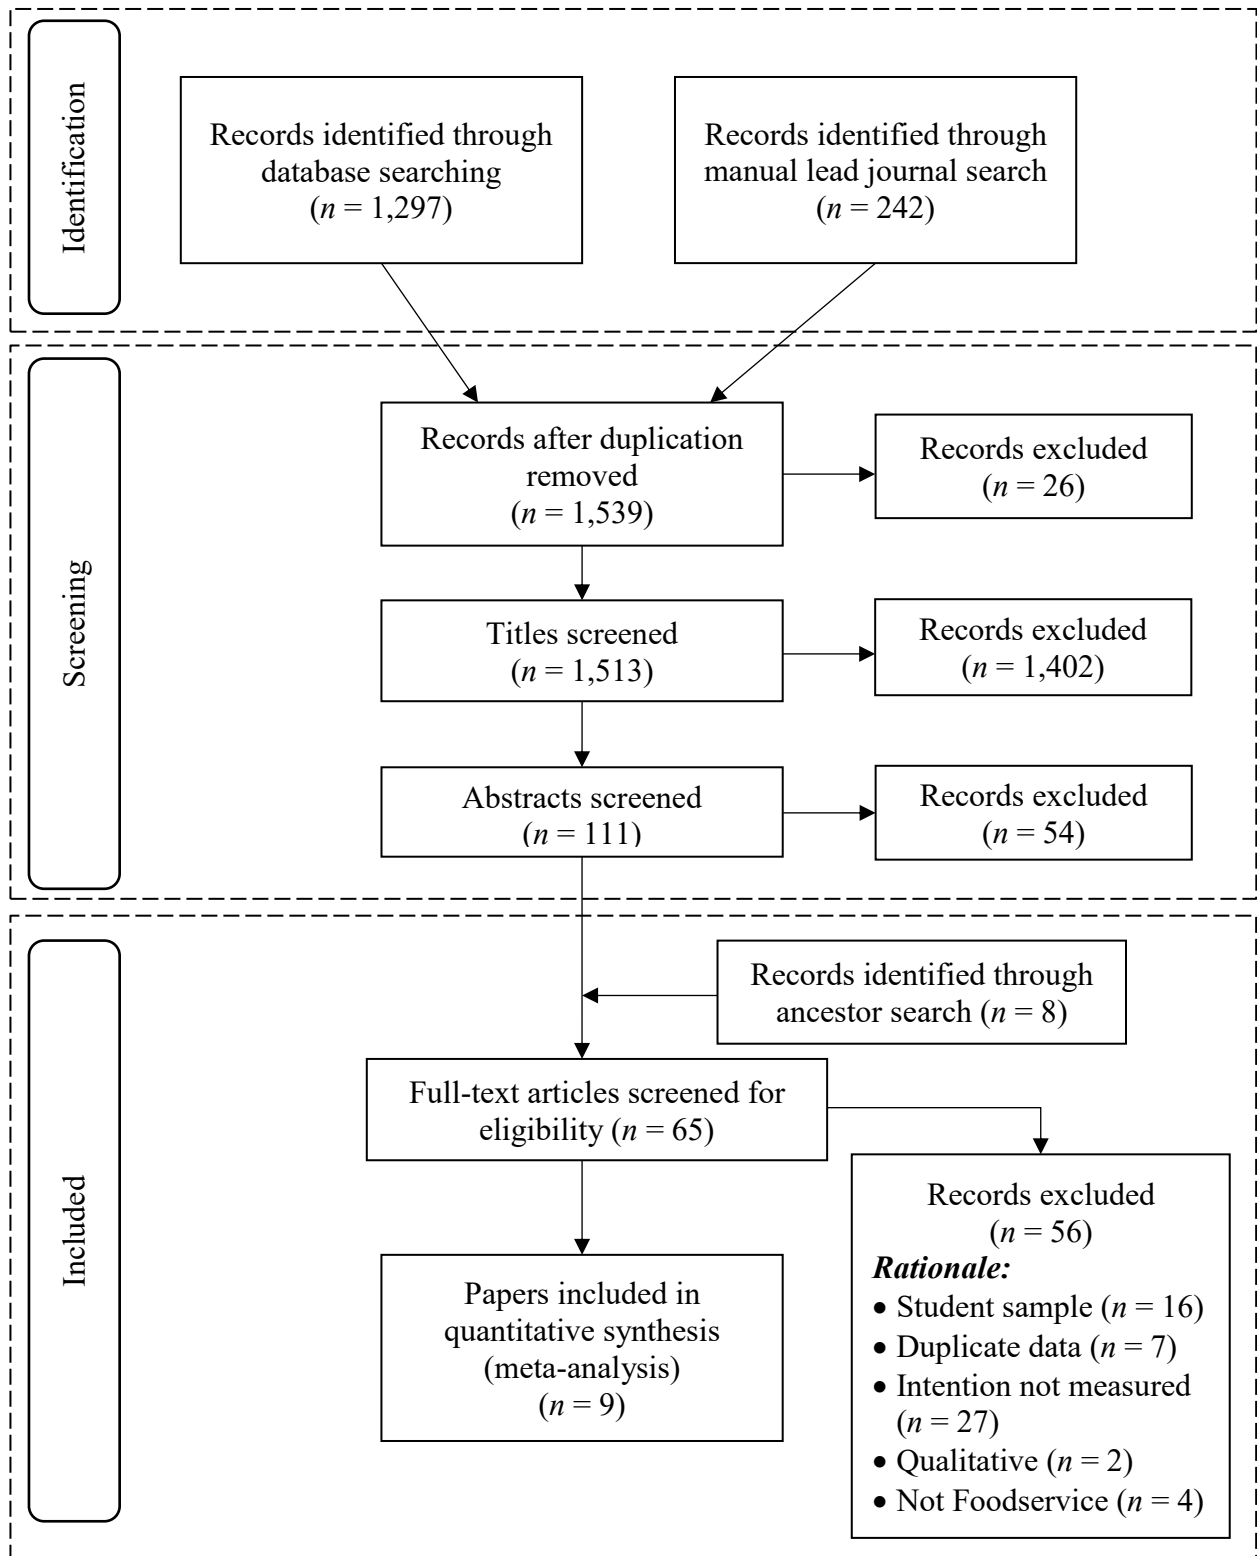 Identification
Records identified through
database searching
(n = 1,297)
Records identified through
manual lead journal search
(n = 242)
Screening
Records after duplication
removed
(n = 1,539)
Records excluded
(n = 26)
Titles screened
(n = 1,513)
Records excluded
(n = 1,402)
Abstracts screened
(n = 111)
Records excluded
(n = 54)
Included
Records identified through
ancestor search (n = 8)
Full-text articles screened for
eligibility (n = 65)
Records excluded
(n = 56)
Rationale:
• Student sample (n = 16)
• Duplicate data (n = 7)
• Intention not measured
(n = 27)
• Qualitative (n = 2)
• Not Foodservice (n = 4)
Papers included in
quantitative synthesis
(meta-analysis)
(n = 9)